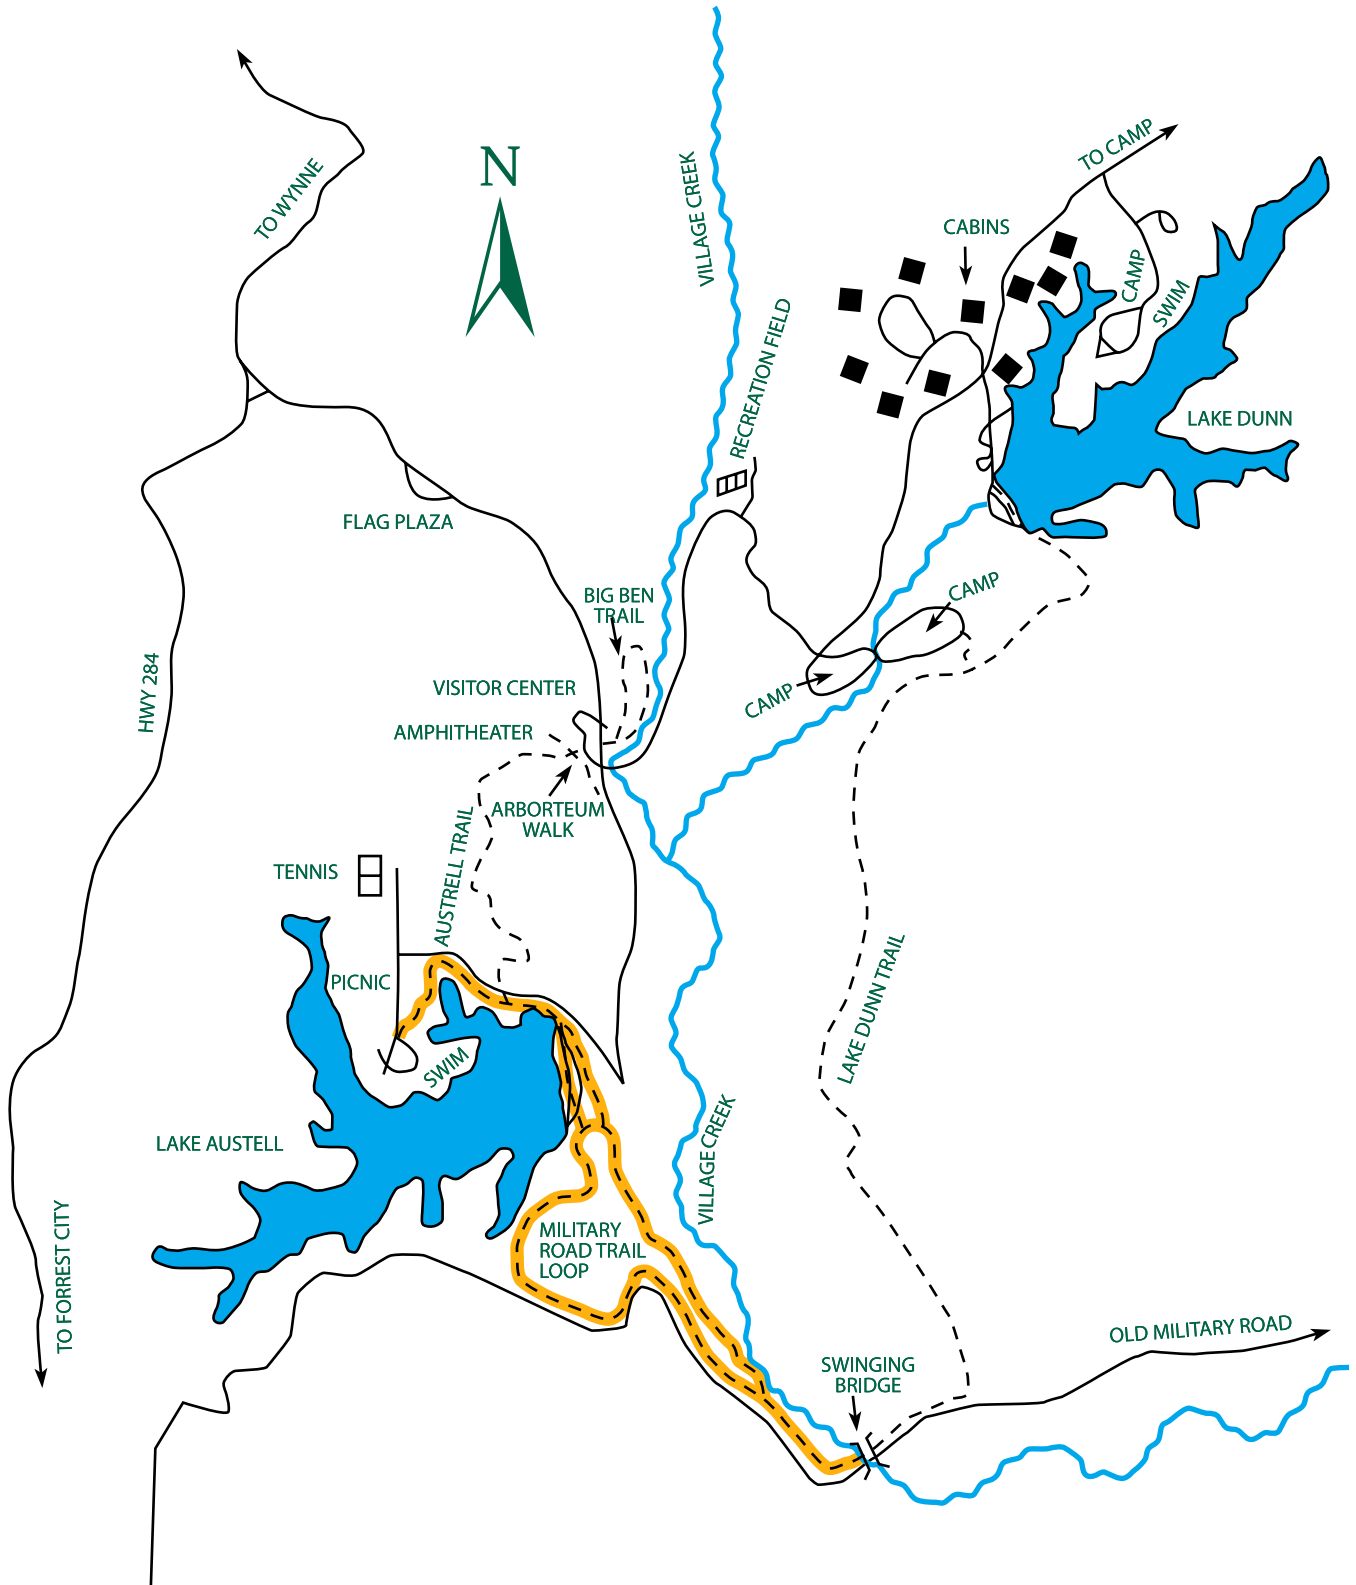 TO CAMP
N
VILLAGE CREEK
TO WYNNE
CABINS
CAMP
SWIM
RECREATION FIELD
LAKE DUNN
FLAG PLAZA
BIG BEN
TRAIL
CAMP
HWY 284
VISITOR CENTER
CAMP
AMPHITHEATER
ARBORTEUM
WALK
AUSTRELL TRAIL
TENNIS
PICNIC
LAKE DUNN TRAIL
SWIM
LAKE AUSTELL
VILLAGE CREEK
TO FORREST CITY
MILITARY
ROAD TRAIL
LOOP
OLD MILITARY ROAD
SWINGING
BRIDGE